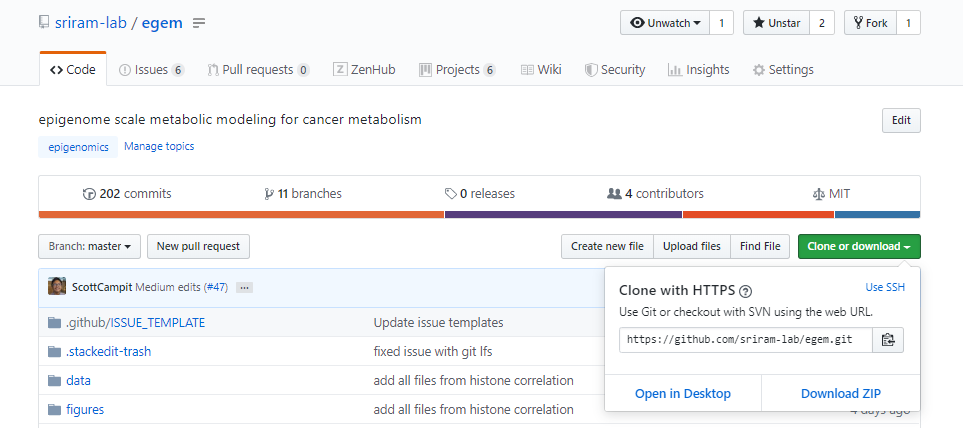 sriram-lab / egem
Unwatch 1 Unstar 2 Fork 1
Code Issues 6 Pull requests 0 ZenHub Projects 6 Wiki Security Insights Settings
epigenome scale metabolic modeling for cancer metabolism
Edit
epigenomics Manage topics
202 commits 11 branches 0 releases 4 contributors MIT
Branch: master New pull request Create new file Upload files Find File Clone or download
ScottCampit Medium edits (#47) ...
Clone with HTTPS ? Use SSH
Use Git or checkout with SVN using the web URL.
https://github.com/sriram-lab/egem.git
Open in Desktop Download ZIP
.github/ISSUE_TEMPLATE Update issue templates
.stackedit-trash fixed issue with git lfs
data add all files from histone correlation
figures add all files from histone correlation 4 days ago